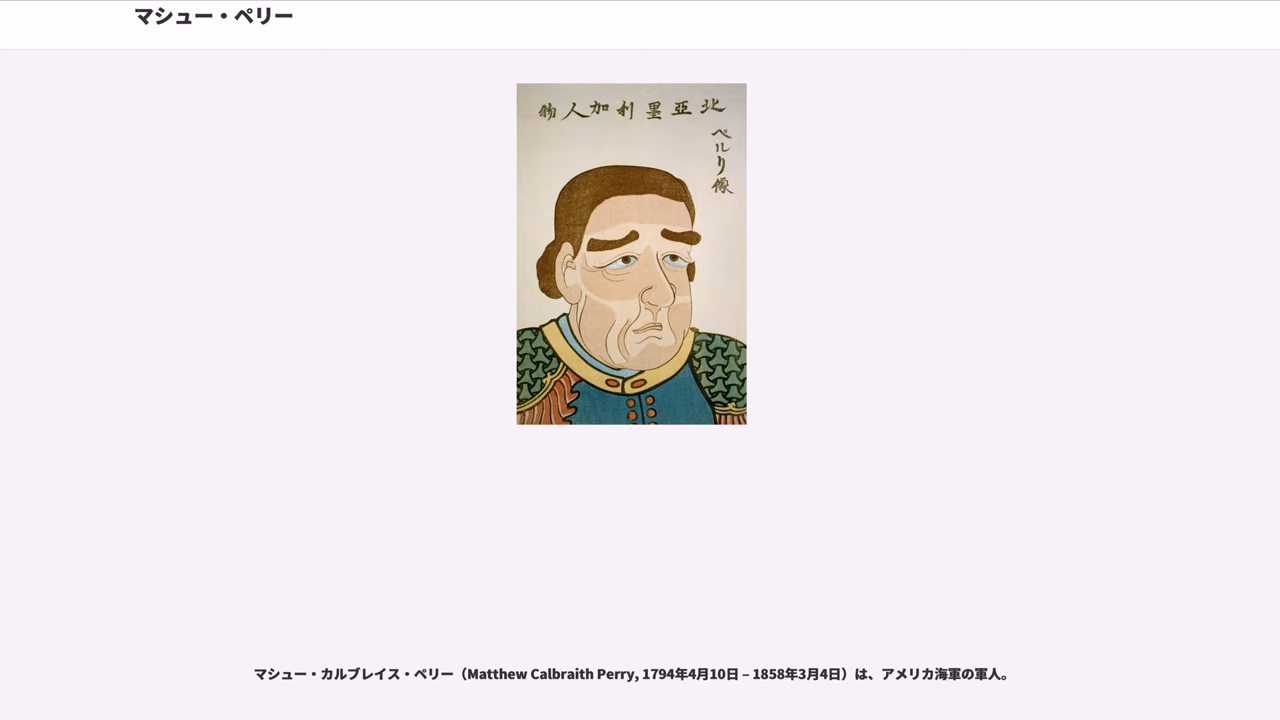 マシュー・ペリー
北亞墨利加人物
ペルリ像
マシュー・カルブレイス・ペリー（Matthew Calbraith Perry, 1794年4月10日 – 1858年3月4日）は、アメリカ海軍の軍人。